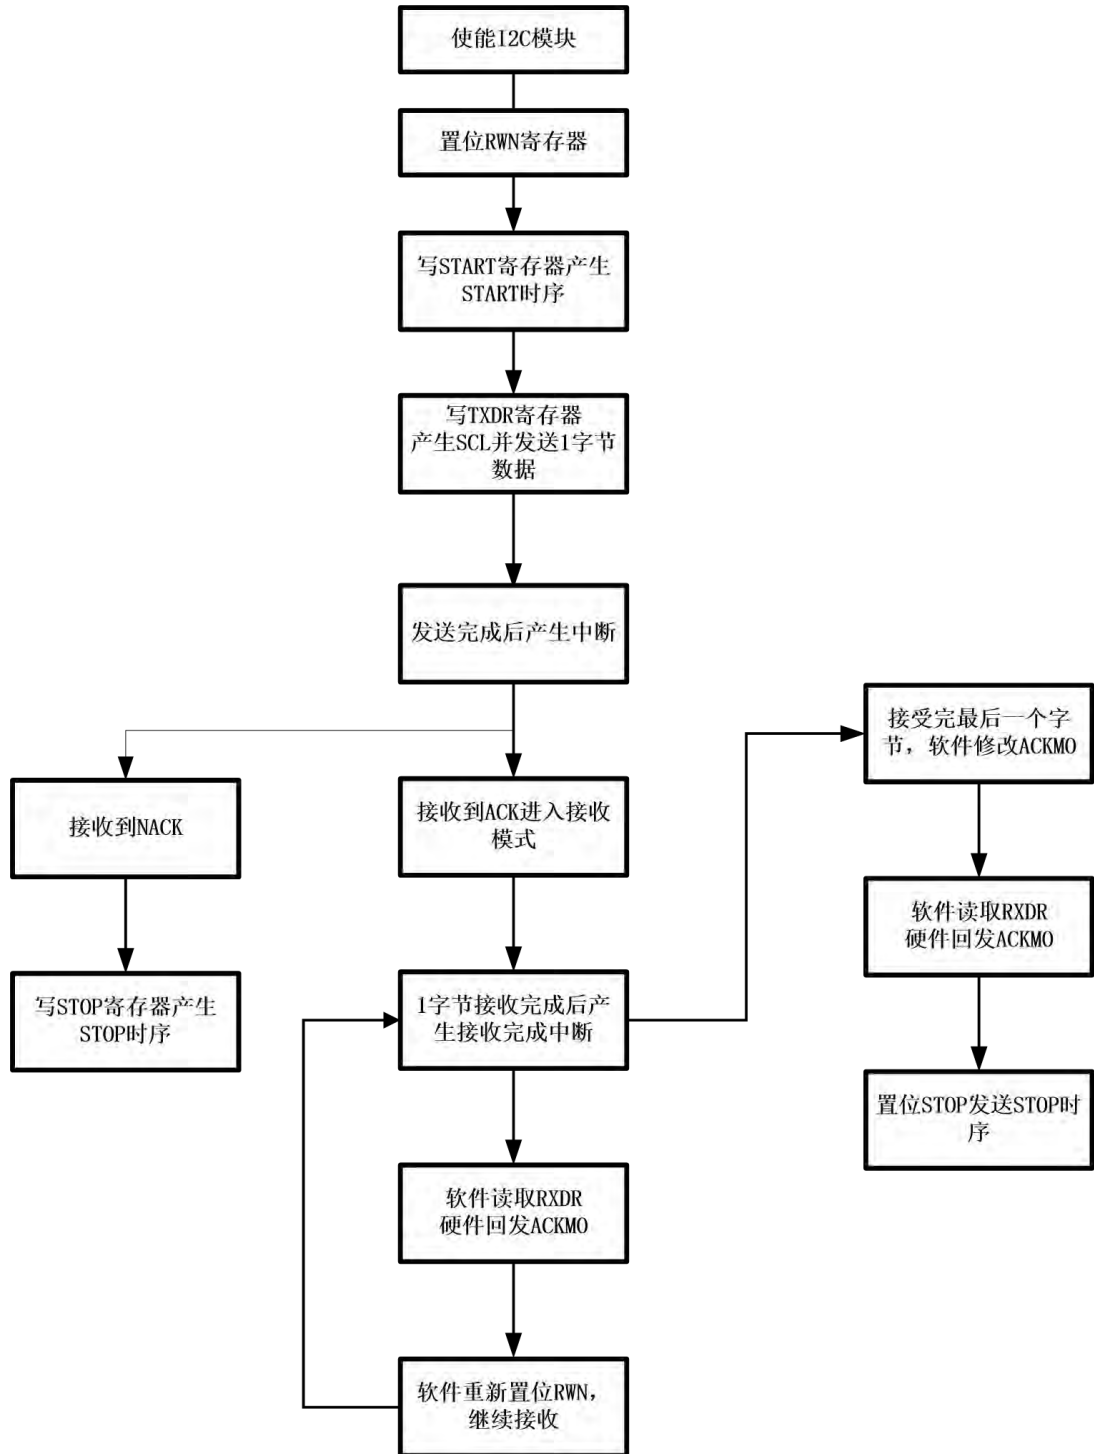 使能I2C模块
置位RWN寄存器
写START寄存器产生
START时序
写TXDR寄存器
产生SCL并发送1字节
数据
发送完成后产生中断
接收到NACK
写STOP寄存器产生
STOP时序
接收到ACK进入接收
模式
1字节接收完成后产
生接收完成中断
软件读取RXDR
硬件回发ACKMO
软件重新置位RWN，
继续接收
接受完最后一个字
节，软件修改ACKMO
软件读取RXDR
硬件回发ACKMO
置位STOP发送STOP时
序